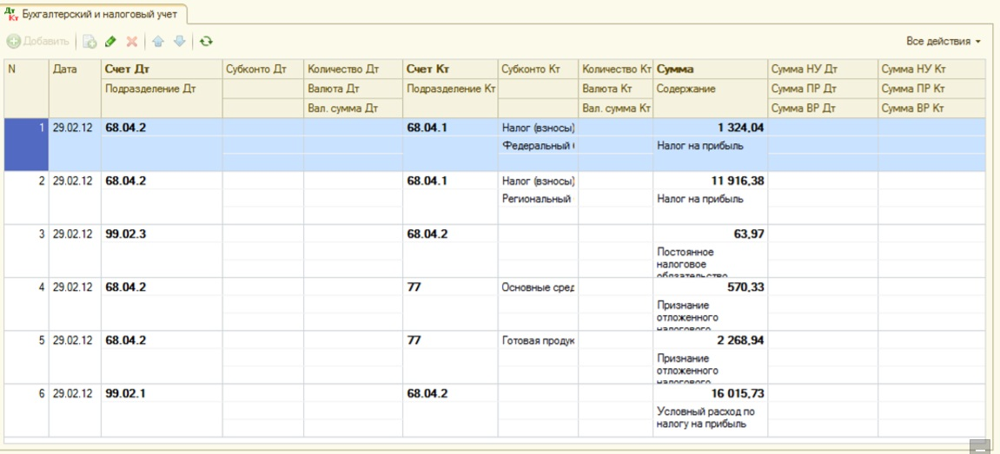 Дт Кт Бухгалтерский и налоговый учет
Добавить Все действия
N Дата Счет Дт Субконто Дт Количество Дт Счет Кт Субконто Кт Количество Кт Сумма Сумма НУ Дт Сумма НУ Кт
Подразделение Дт Валюта Дт Подразделение Кт Валюта Кт Содержание Сумма ПР Дт Сумма ПР Кт
Вал. сумма Дт Вал. сумма Кт Сумма ВР Дт Сумма ВР Кт
1 29.02.12 68.04.2 68.04.1 Налог (взносы) 1 324,04
Федеральный Налог на прибыль
2 29.02.12 68.04.2 68.04.1 Налог (взносы) 11 916,38
Региональный Налог на прибыль
3 29.02.12 99.02.3 68.04.2 63,97
Постоянное
налоговое
обязательство
4 29.02.12 68.04.2 77 Основные сред 570,33
Признание
отложенного
налогового
5 29.02.12 68.04.2 77 Готовая продук 2 268,94
Признание
отложенного
налогового
6 29.02.12 99.02.1 68.04.2 16 015,73
Условный расход по
налогу на прибыль